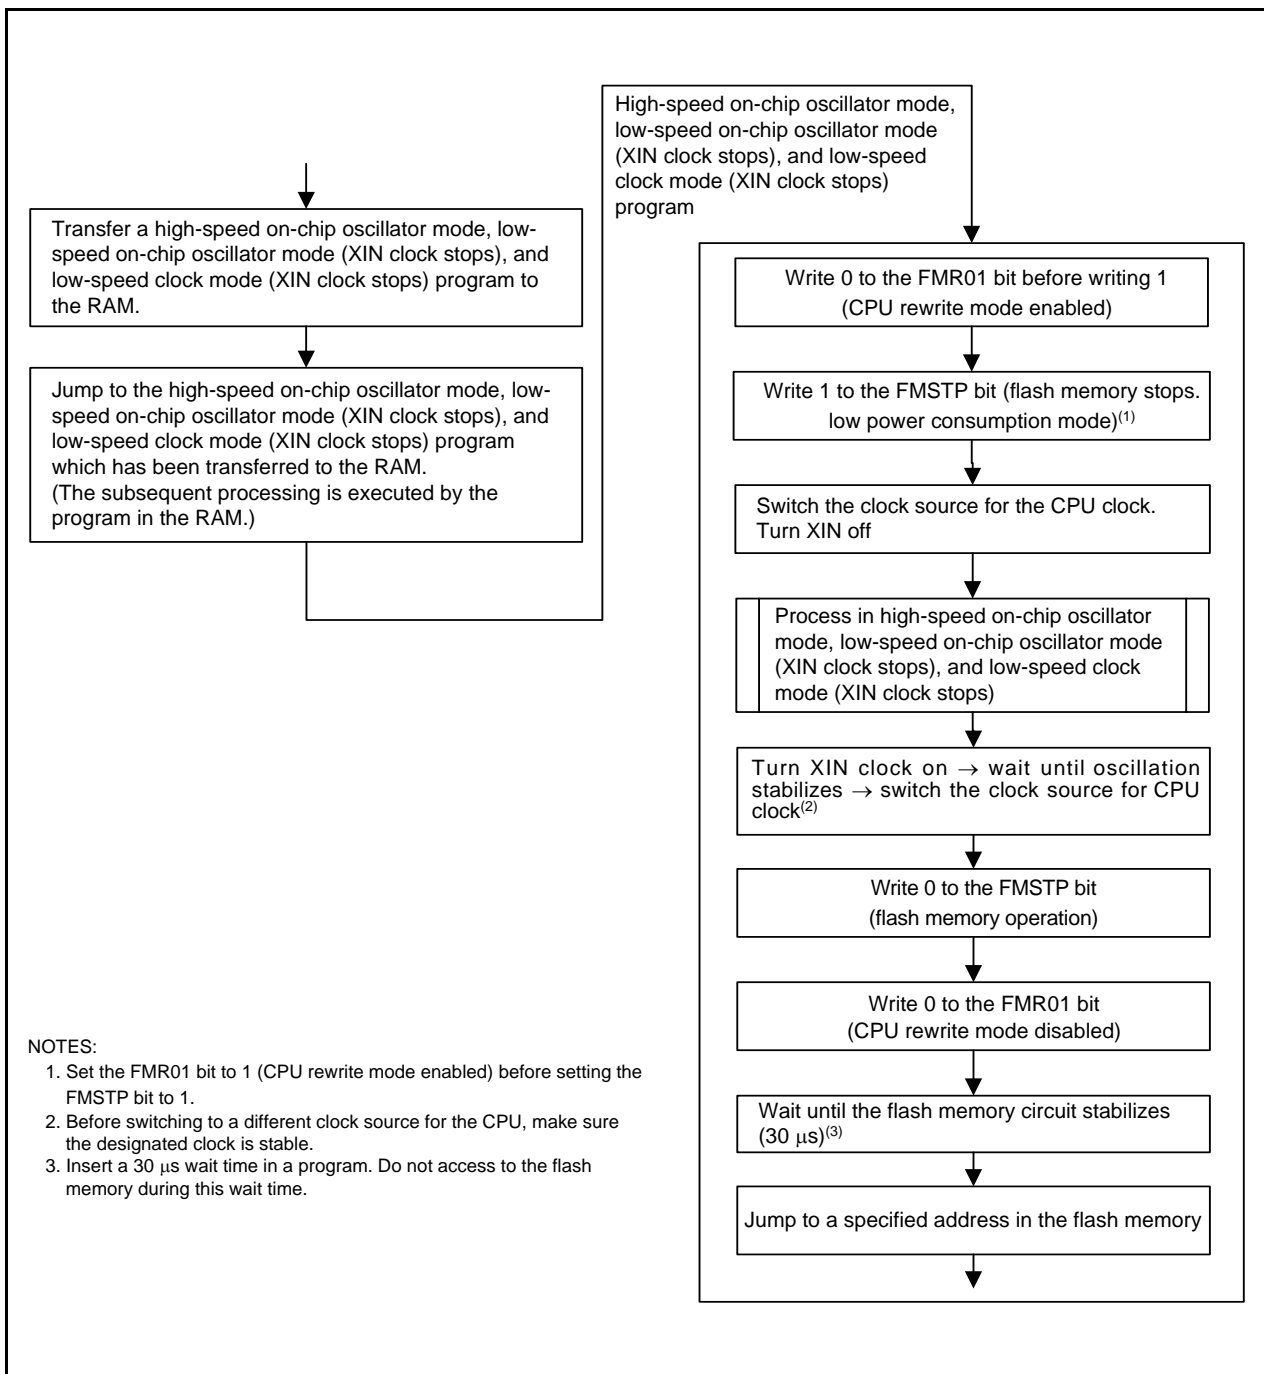 Transfer a high-speed on-chip oscillator mode, low-
speed on-chip oscillator mode (XIN clock stops), and
low-speed clock mode (XIN clock stops) program to
the RAM.
Jump to the high-speed on-chip oscillator mode, low-
speed on-chip oscillator mode (XIN clock stops), and
low-speed clock mode (XIN clock stops) program
which has been transferred to the RAM.
(The subsequent processing is executed by the
program in the RAM.)
High-speed on-chip oscillator mode,
low-speed on-chip oscillator mode
(XIN clock stops), and low-speed
clock mode (XIN clock stops)
program
Write 0 to the FMR01 bit before writing 1
(CPU rewrite mode enabled)
Write 1 to the FMSTP bit (flash memory stops.
low power consumption mode)(1)
Switch the clock source for the CPU clock.
Turn XIN off
Process in high-speed on-chip oscillator
mode, low-speed on-chip oscillator mode
(XIN clock stops), and low-speed clock
mode (XIN clock stops)
Turn XIN clock on → wait until oscillation
stabilizes → switch the clock source for CPU
clock(2)
Write 0 to the FMSTP bit
(flash memory operation)
Write 0 to the FMR01 bit
(CPU rewrite mode disabled)
Wait until the flash memory circuit stabilizes
(30 μs)(3)
Jump to a specified address in the flash memory
NOTES:
1. Set the FMR01 bit to 1 (CPU rewrite mode enabled) before setting the
FMSTP bit to 1.
2. Before switching to a different clock source for the CPU, make sure
the designated clock is stable.
3. Insert a 30 μs wait time in a program. Do not access to the flash
memory during this wait time.